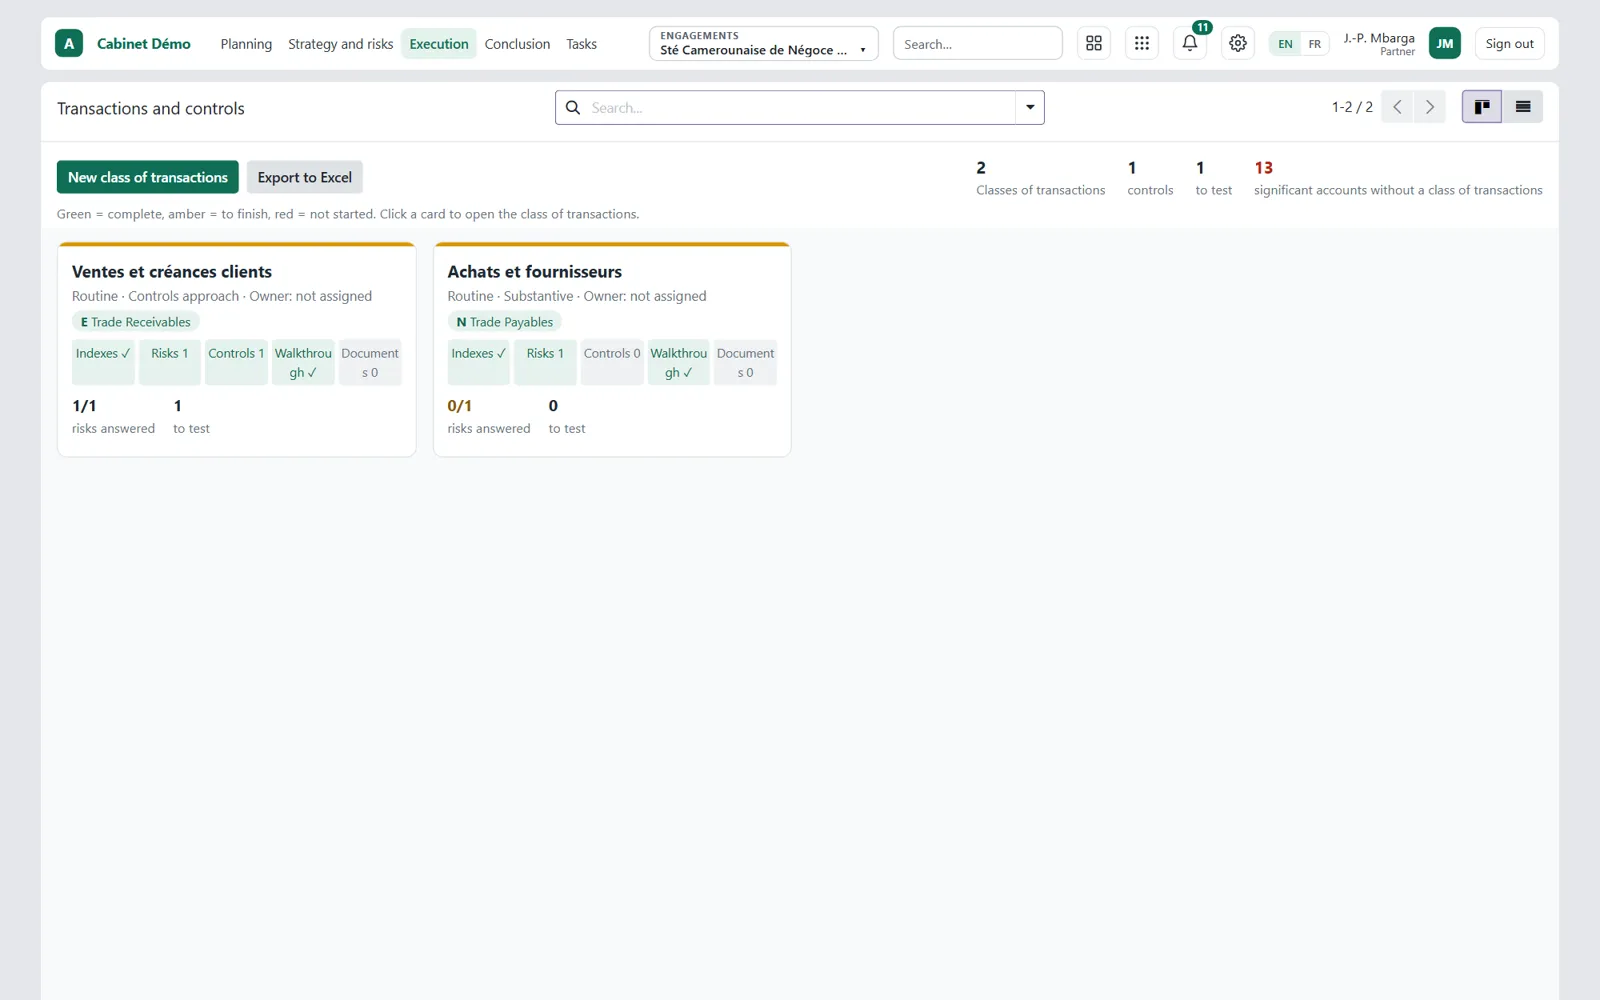 A Cabinet Démo Planning Strategy and risks Execution Conclusion Tasks
ENGAGEMENTS
Sté Camerounaise de Négoce ...
Search...
11
EN FR
J.-P. Mbarga
Partner
JM
Sign out
Transactions and controls
Search...
1-2 / 2
New class of transactions
Export to Excel
2
Classes of transactions
1
controls
1
to test
13
significant accounts without a class of transactions
Green = complete, amber = to finish, red = not started. Click a card to open the class of transactions.
Ventes et créances clients
Routine · Controls approach · Owner: not assigned
E Trade Receivables
Indexes ✓
Risks 1
Controls 1
Walkthrou
gh ✓
Document
s 0
1/1
risks answered
1
to test
Achats et fournisseurs
Routine · Substantive · Owner: not assigned
N Trade Payables
Indexes ✓
Risks 1
Controls 0
Walkthrou
gh ✓
Document
s 0
0/1
risks answered
0
to test